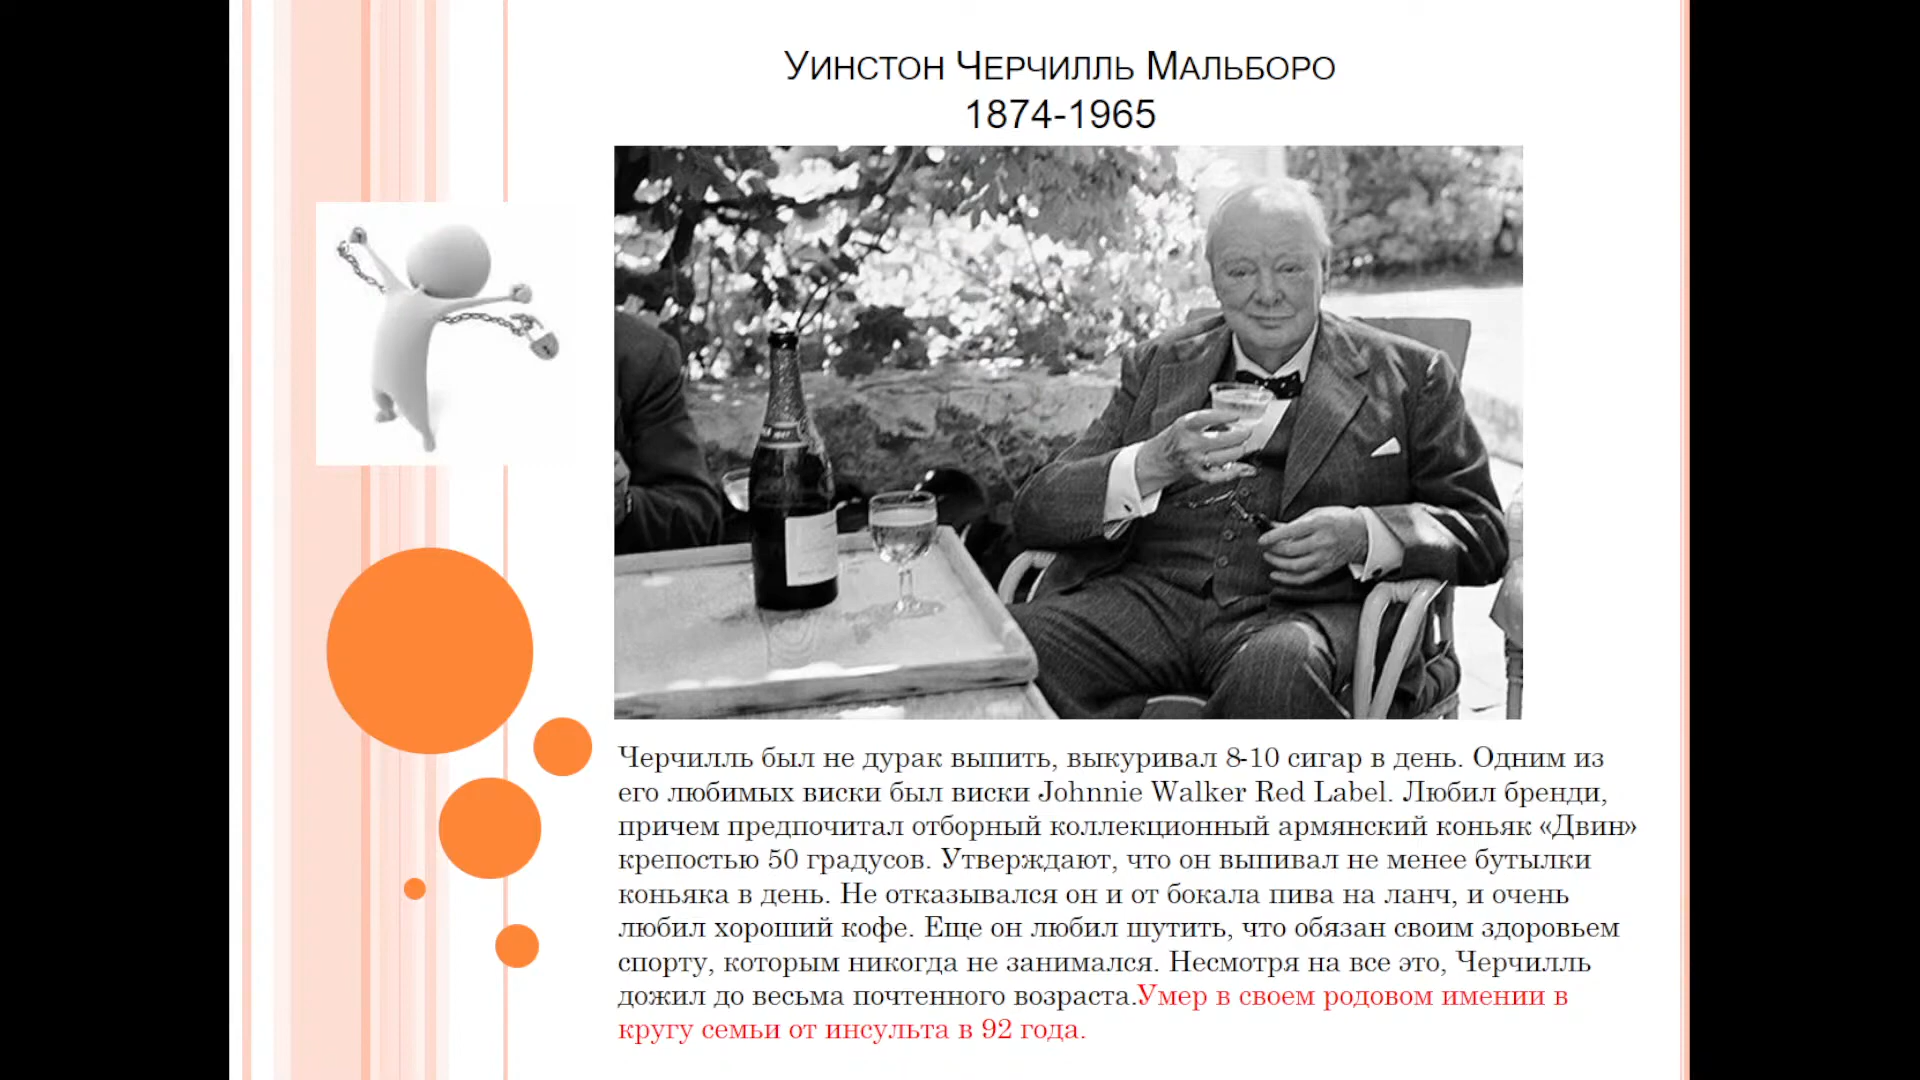 Уинстон Черчилль Мальборо
1874-1965
Черчилль был не дурак выпить, выкуривал 8-10 сигар в день. Одним из
его любимых виски был виски Johnnie Walker Red Label. Любил бренди,
причем предпочитал отборный коллекционный армянский коньяк «Двин»
крепостью 50 градусов. Утверждают, что он выпивал не менее бутылки
коньяка в день. Не отказывался он и от бокала пива на ланч, и очень
любил хороший кофе. Еще он любил шутить, что обязан своим здоровьем
спорту, которым никогда не занимался. Несмотря на все это, Черчилль
дожил до весьма почтенного возраста.Умер в своем родовом имении в
кругу семьи от инсульта в 92 года.